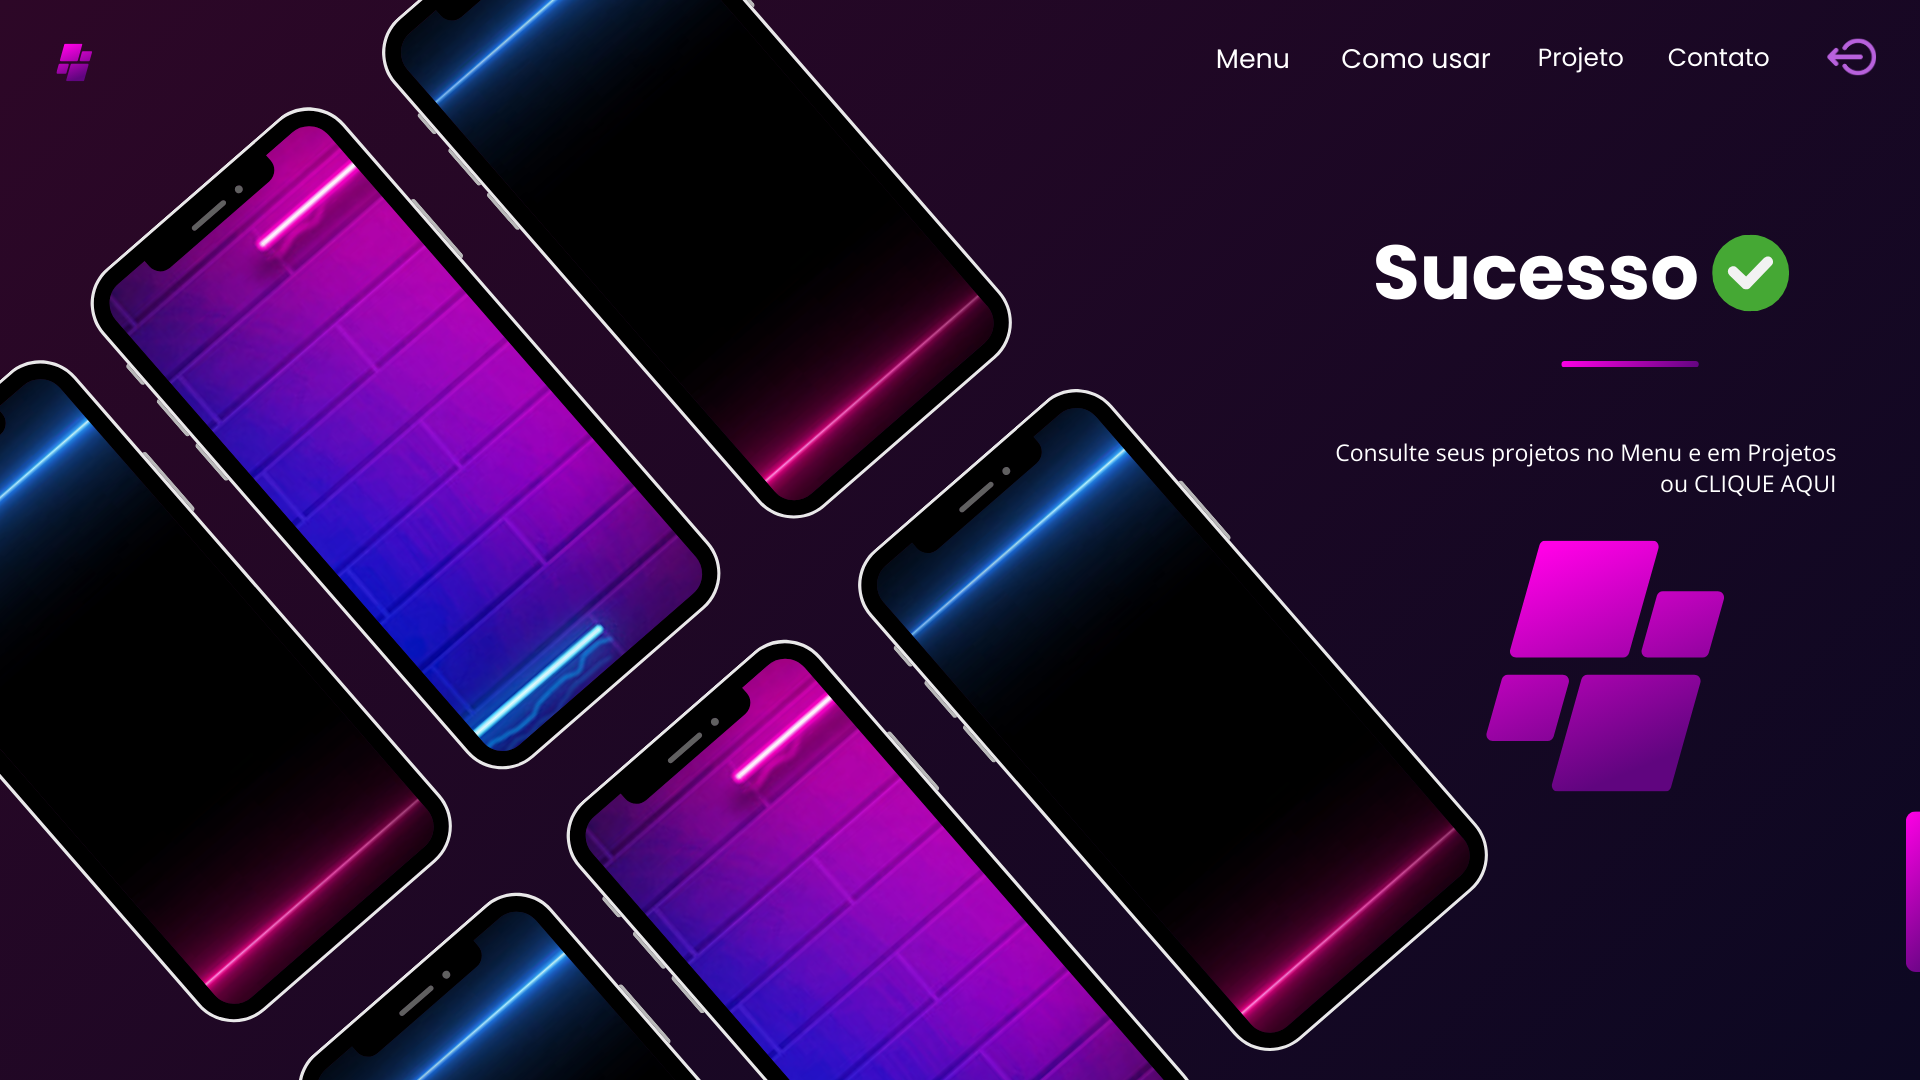 Menu Como usar Projeto Contato
Sucesso
Consulte seus projetos no Menu e em Projetos
ou CLIQUE AQUI